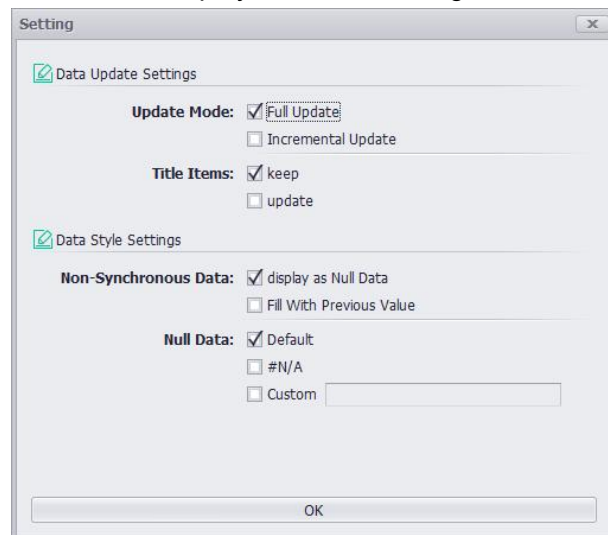 Setting
Data Update Settings
Update Mode: Full Update
Incremental Update
Title Items: keep
update
Data Style Settings
Non-Synchronous Data: display as Null Data
Fill With Previous Value
Null Data: Default
#N/A
Custom
OK